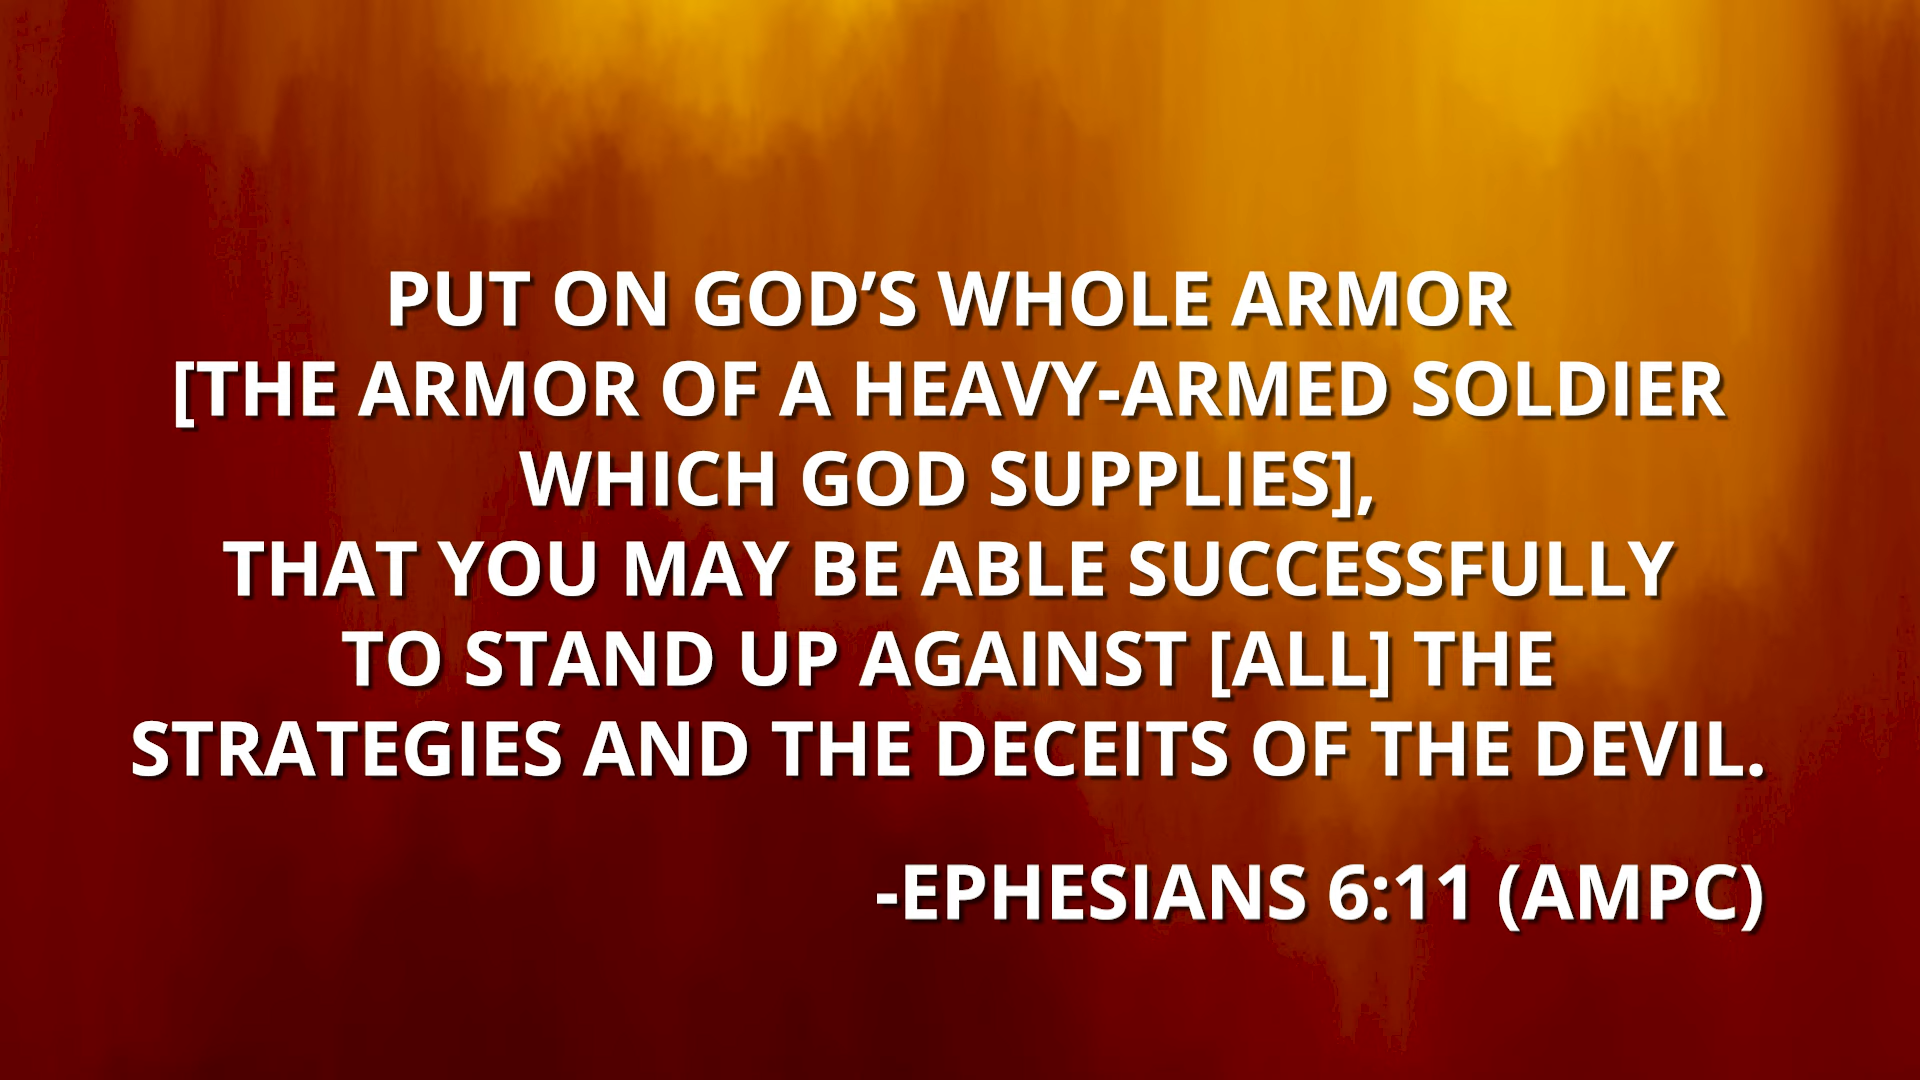 PUT ON GOD’S WHOLE ARMOR
[THE ARMOR OF A HEAVY-ARMED SOLDIER
WHICH GOD SUPPLIES],
THAT YOU MAY BE ABLE SUCCESSFULLY
TO STAND UP AGAINST [ALL] THE
STRATEGIES AND THE DECEITS OF THE DEVIL.
-EPHESIANS 6:11 (AMPC)